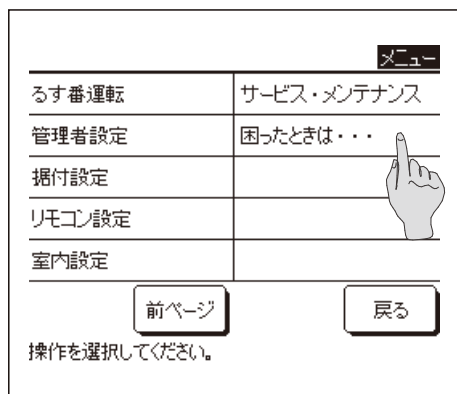 メニュー
るす番運転 サービス・メンテナンス
管理者設定 困ったときは・・・
据付設定
リモコン設定
室内設定
前ページ 戻る
操作を選択してください。